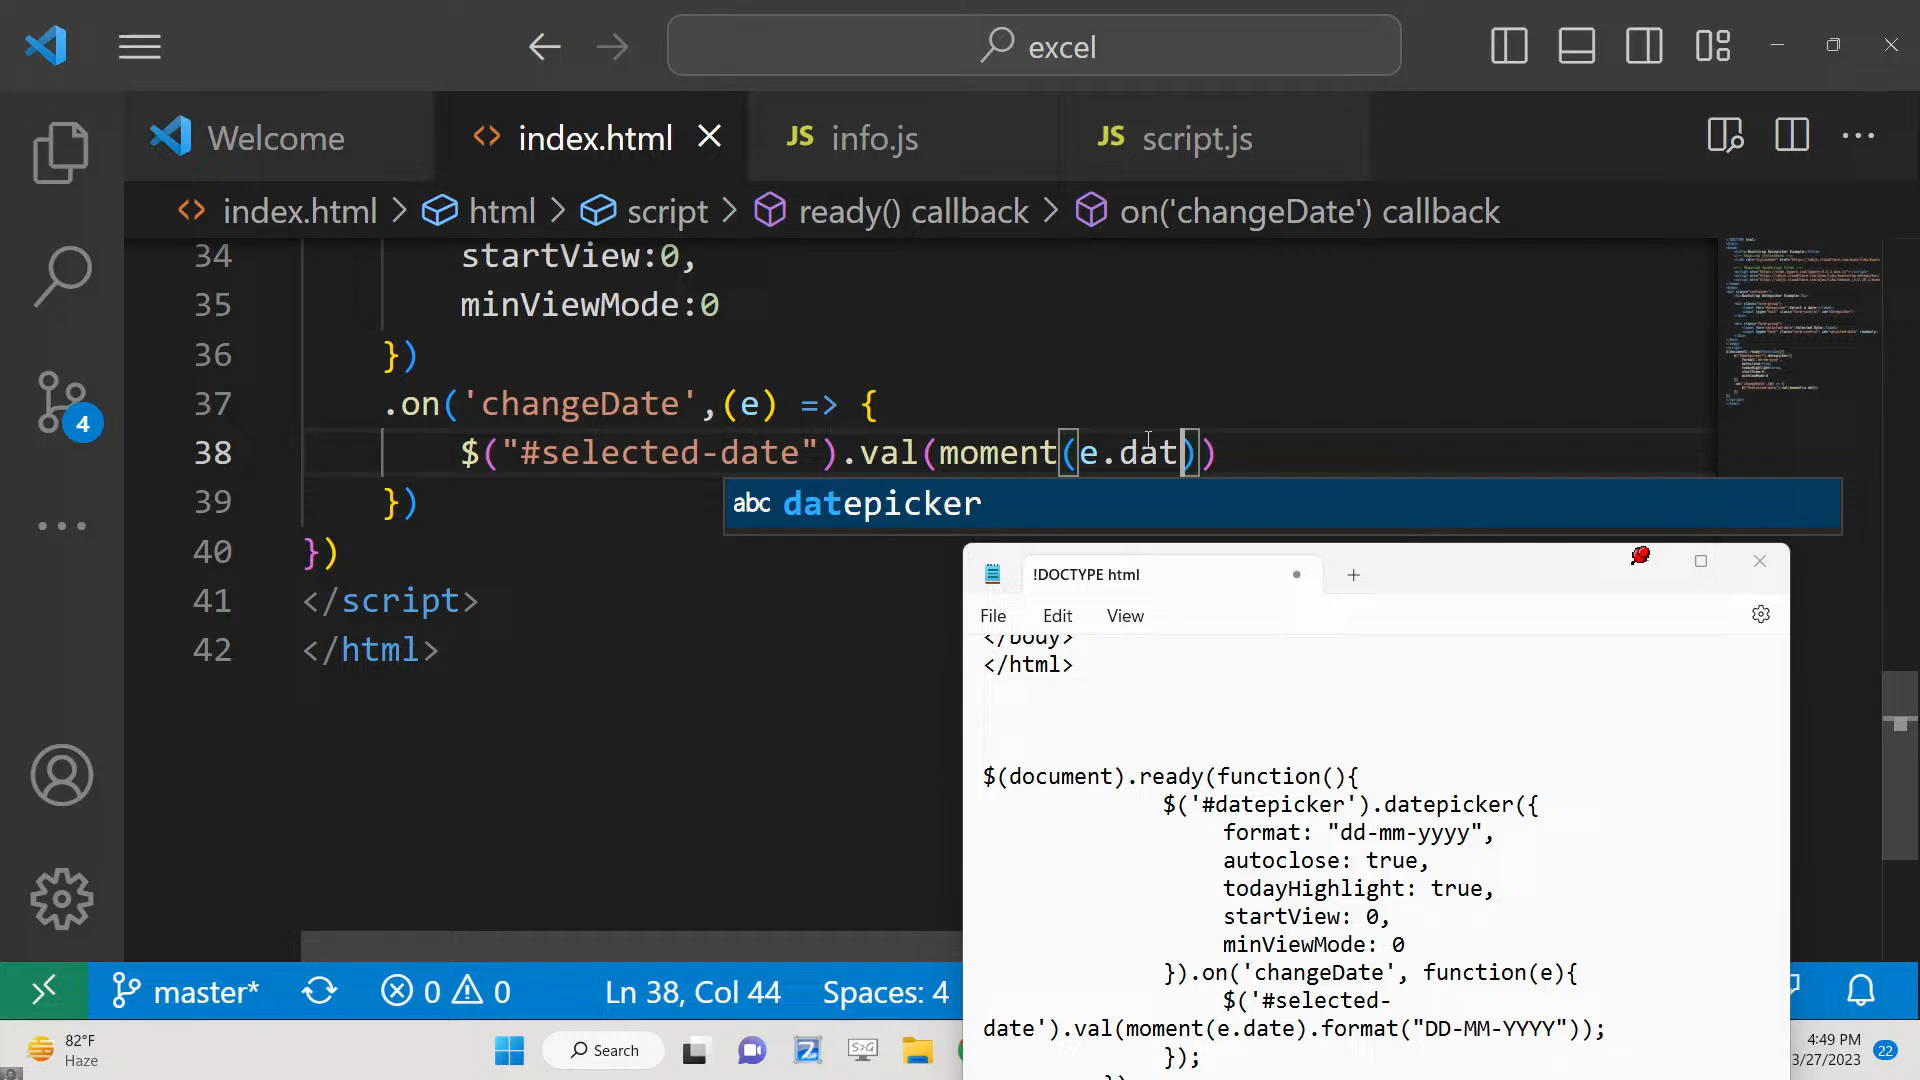 excel
Welcome
index.html
JS info.js
JS script.js
index.html > html > script > ready() callback > on('changeDate') callback
34 startView:0,
35 minViewMode:0
36 })
37 .on('changeDate',(e) => {
38 $("#selected-date").val(moment(e.dat))
abc datepicker
39 })
40 })
41 </script>
42 </html>
4
!DOCTYPE html
File Edit View
</body>
</html>
$(document).ready(function(){
$('#datepicker').datepicker({
format: "dd-mm-yyyy",
autoclose: true,
todayHighlight: true,
startView: 0,
minViewMode: 0
}).on('changeDate', function(e){
$('#selected-
date').val(moment(e.date).format("DD-MM-YYYY"));
});
master* 0 0 Ln 38, Col 44 Spaces: 4
82°F
Haze
Search
4:49 PM
3/27/2023
22